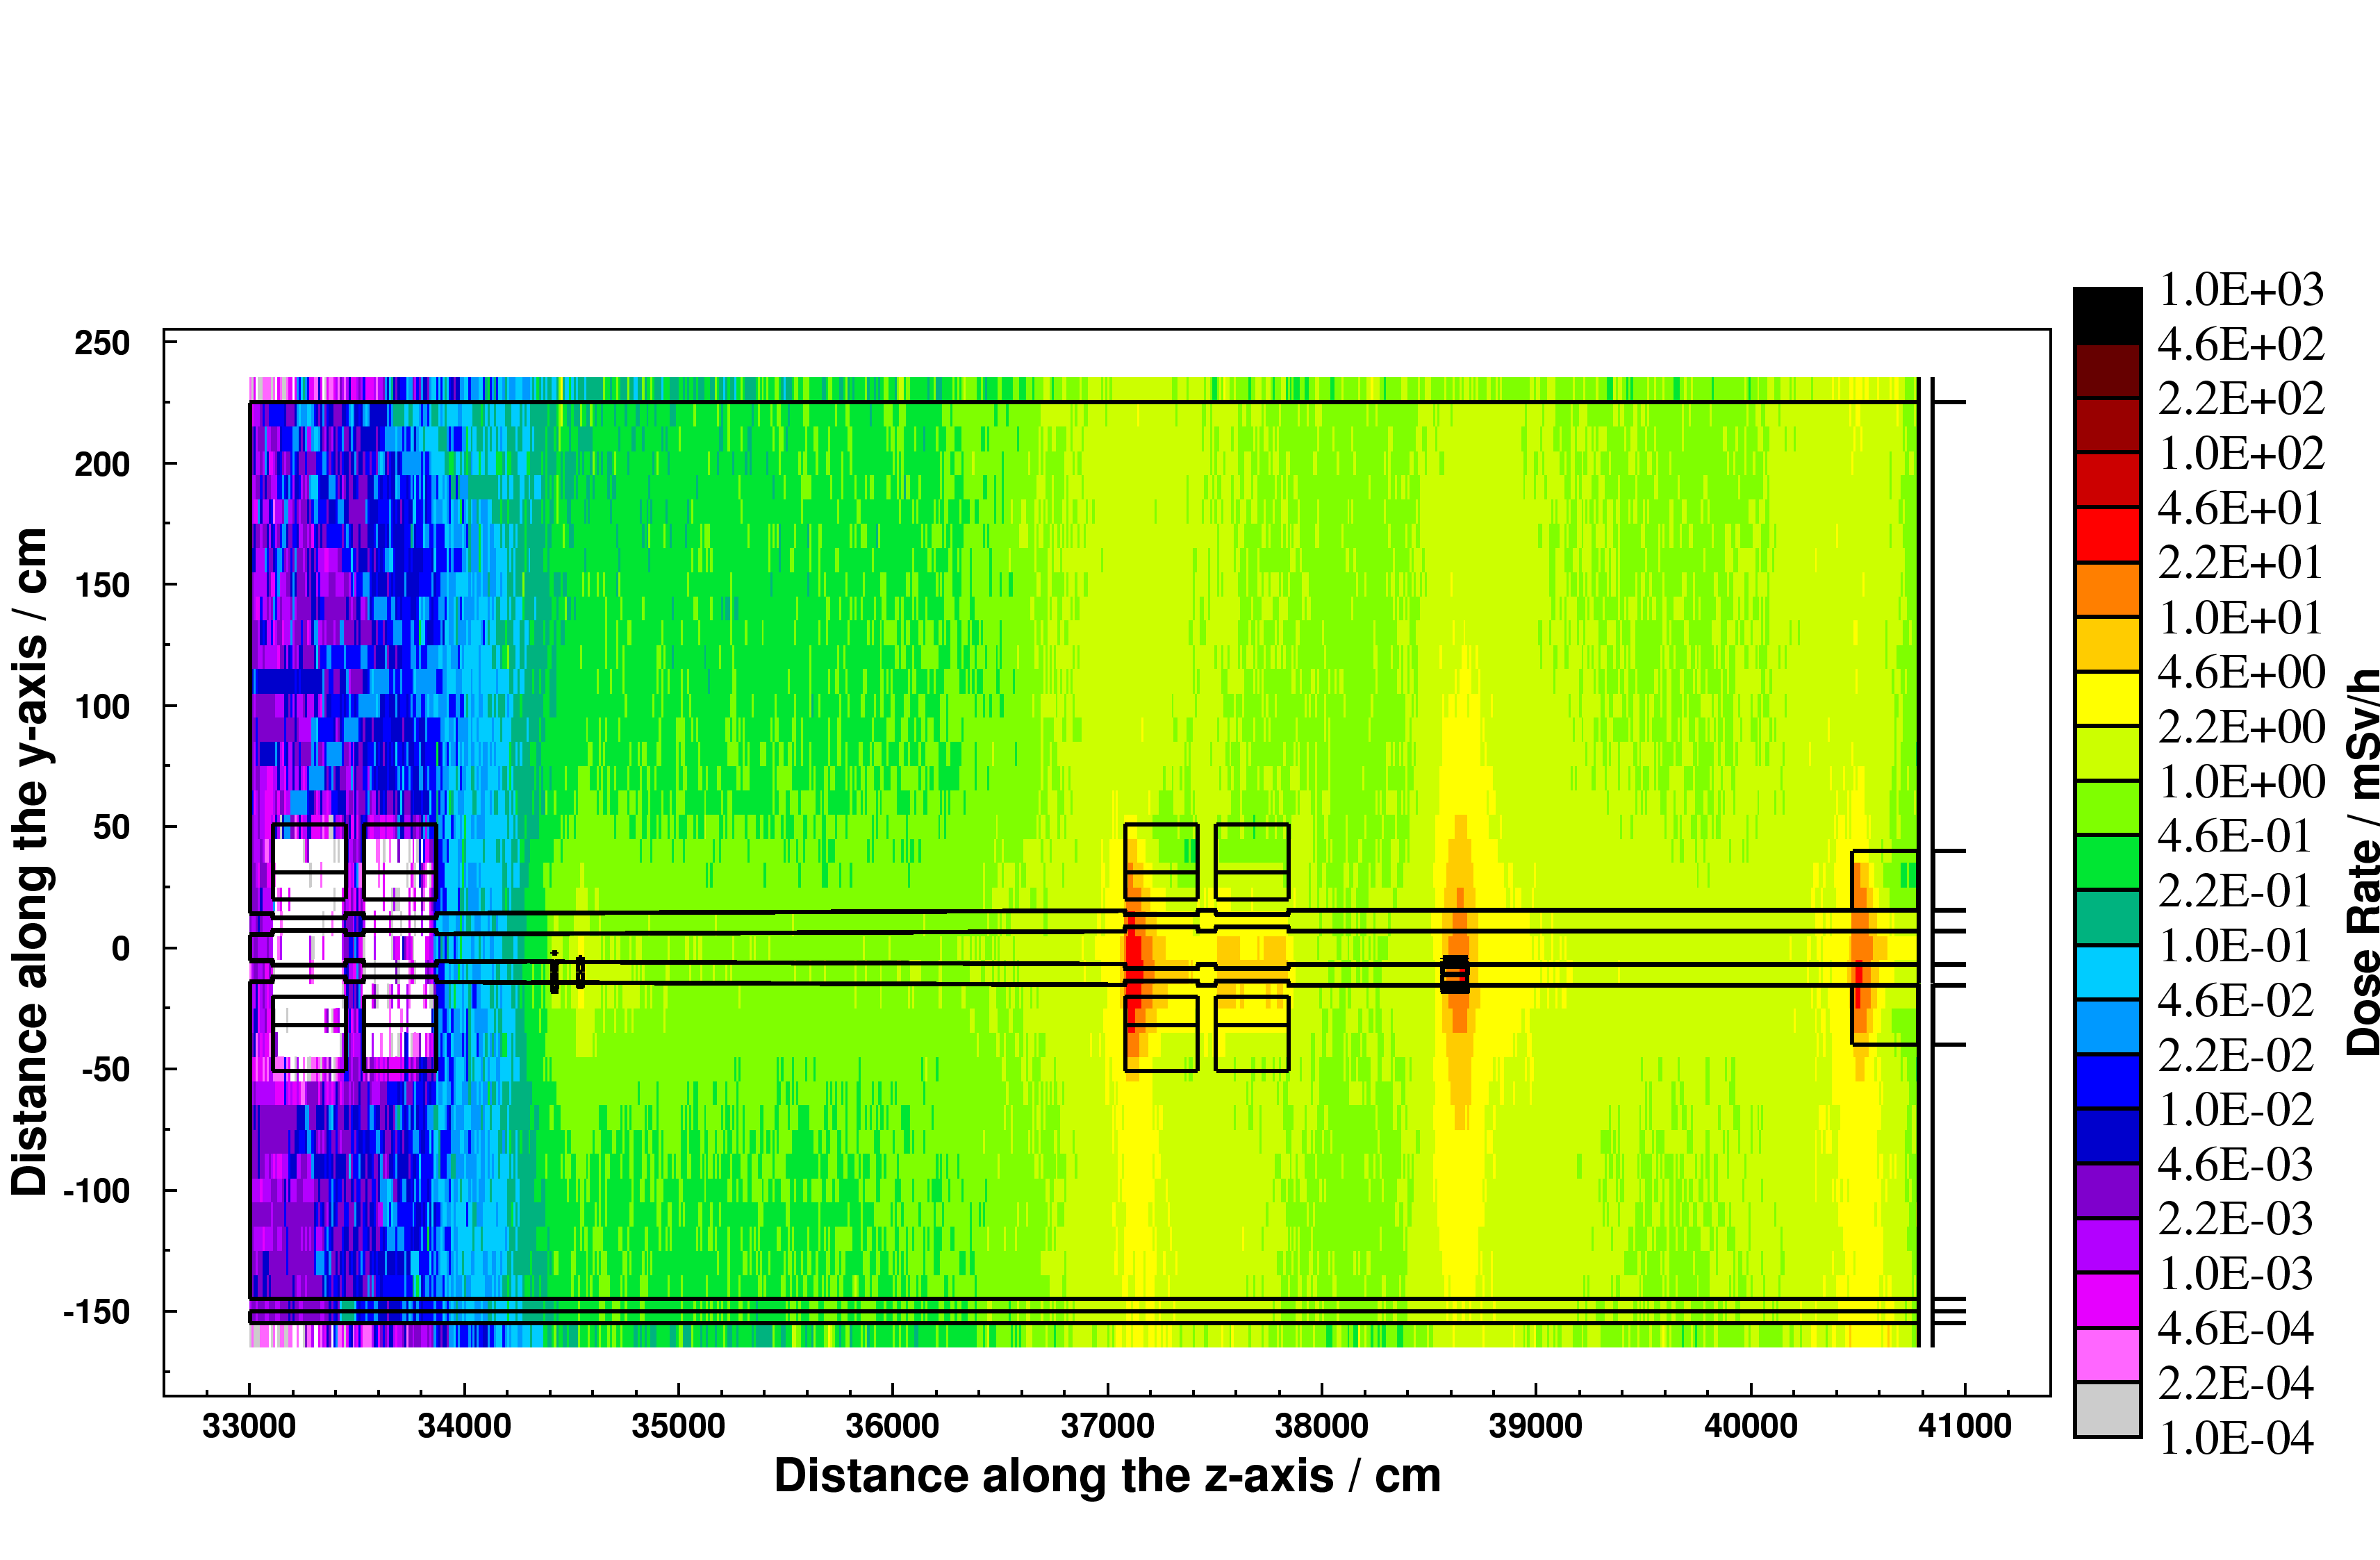 250
200
150
100
50
0
-50
-100
-150
Distance along the y-axis / cm
33000 34000 35000 36000 37000 38000 39000 40000 41000
Distance along the z-axis / cm
1.0E+03
4.6E+02
2.2E+02
1.0E+02
4.6E+01
2.2E+01
1.0E+01
4.6E+00
2.2E+00
1.0E+00
4.6E-01
2.2E-01
1.0E-01
4.6E-02
2.2E-02
1.0E-02
4.6E-03
2.2E-03
1.0E-03
4.6E-04
2.2E-04
1.0E-04
Dose Rate / mSv/h